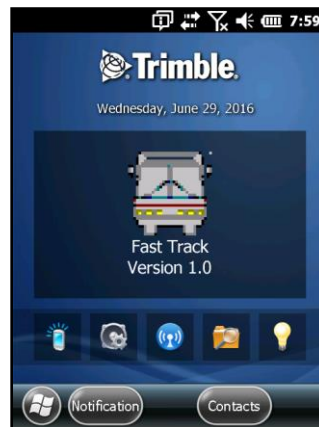 7:59
Trimble.
Wednesday, June 29, 2016
Fast Track
Version 1.0
Notification
Contacts